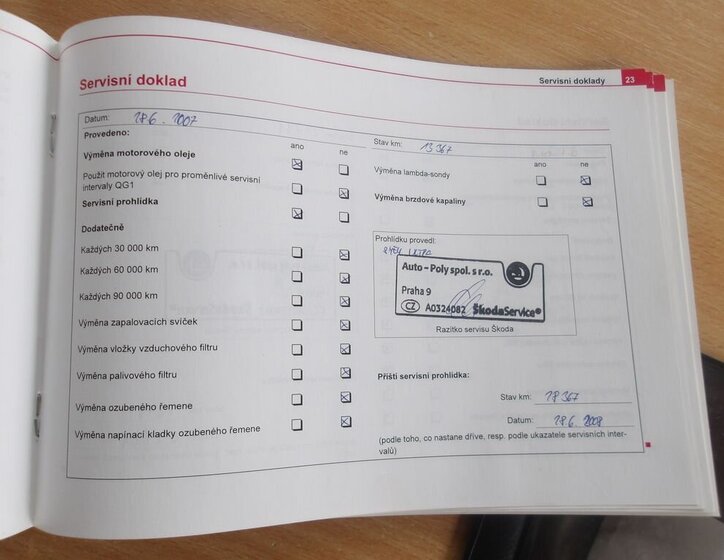 Servisní doklady 23
Servisní doklad
Datum: 28.6. 2007
Provedeno:
ano ne
Výměna motorového oleje
Použit motorový olej pro proměnlivé servisní
intervaly QG1
Servisní prohlídka
Dodatečně
Každých 30 000 km
Každých 60 000 km
Každých 90 000 km
Výměna zapalovacích svíček
Výměna vložky vzduchového filtru
Výměna palivového filtru
Výměna ozubeného řemene
Výměna napínací kladky ozubeného řemene
Stav km: 13 367
ano ne
Výměna lambda-sondy
Výměna brzdové kapaliny
Prohlídku provedl:
Auto - Poly spol. s r.o.
Praha 9
CZ A0324082 ŠkodaService®
Razítko servisu Škoda
Příští servisní prohlídka:
Stav km: 28 367
Datum: 28.6. 2008
(podle toho, co nastane dříve, resp. podle ukazatele servisních inter-
valů)